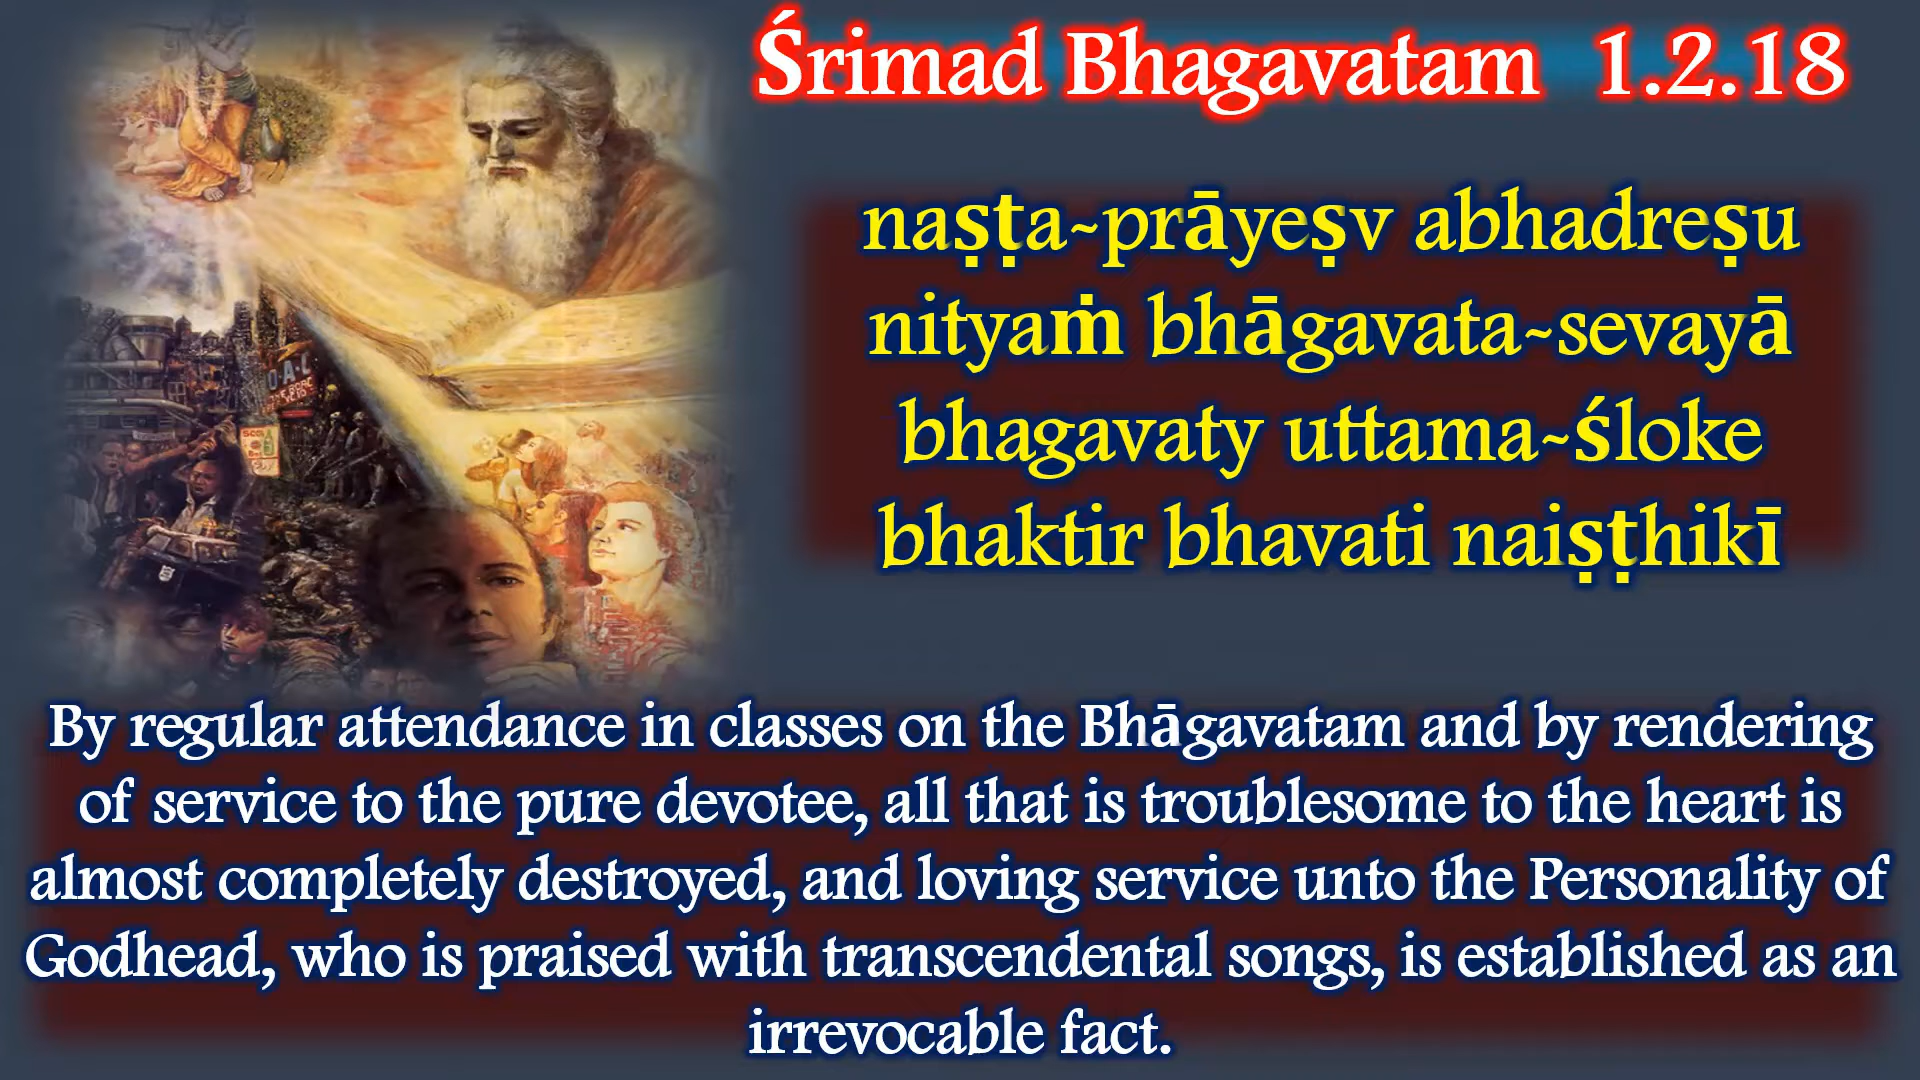 Śrimad Bhagavatam 1.2.18
naṣṭa-prāyeṣv abhadreṣu
nityaṁ bhāgavata-sevayā
bhagavaty uttama-śloke
bhaktir bhavati naiṣṭhikī
By regular attendance in classes on the Bhāgavatam and by rendering
of service to the pure devotee, all that is troublesome to the heart is
almost completely destroyed, and loving service unto the Personality of
Godhead, who is praised with transcendental songs, is established as an
irrevocable fact.